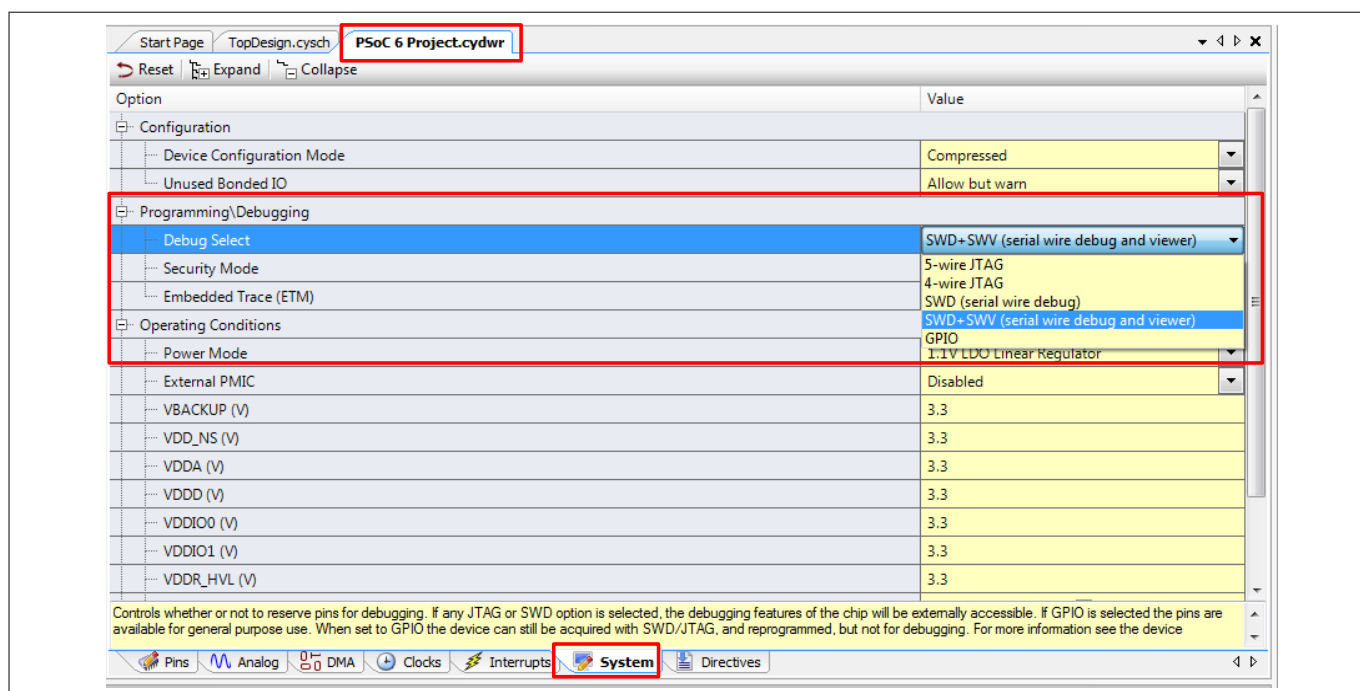 Start Page TopDesign.cysch PSoC 6 Project.cydwr
Reset Expand Collapse
Option Value
Configuration
Device Configuration Mode Compressed
Unused Bonded IO Allow but warn
Programming\Debugging
Debug Select SWD+SWV (serial wire debug and viewer)
Security Mode 5-wire JTAG
4-wire JTAG
Embedded Trace (ETM) SWD (serial wire debug)
Operating Conditions SWD+SWV (serial wire debug and viewer)
GPIO
Power Mode 1.1V LDO Linear Regulator
External PMIC Disabled
VBACKUP (V) 3.3
VDD_NS (V) 3.3
VDDA (V) 3.3
VDDD (V) 3.3
VDDIO0 (V) 3.3
VDDIO1 (V) 3.3
VDDR_HVL (V) 3.3
Controls whether or not to reserve pins for debugging. If any JTAG or SWD option is selected, the debugging features of the chip will be externally accessible. If GPIO is selected the pins are
available for general purpose use. When set to GPIO the device can still be acquired with SWD/JTAG, and reprogrammed, but not for debugging. For more information see the device
Pins Analog DMA Clocks Interrupts System Directives